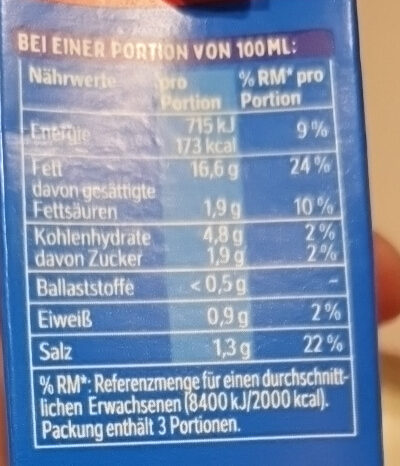 BEI EINER PORTION VON 100ML:
Nährwerte pro Portion % RM* pro Portion
Energie 715 kJ 173 kcal 9 %
Fett 16,6 g 24 %
davon gesättigte
Fettsäuren 1,9 g 10 %
Kohlenhydrate 4,8 g 2 %
davon Zucker 1,9 g 2 %
Ballaststoffe < 0,5 g –
Eiweiß 0,9 g 2 %
Salz 1,3 g 22 %
% RM*: Referenzmenge für einen durchschnitt-
lichen Erwachsenen (8400 kJ/2000 kcal).
Packung enthält 3 Portionen.